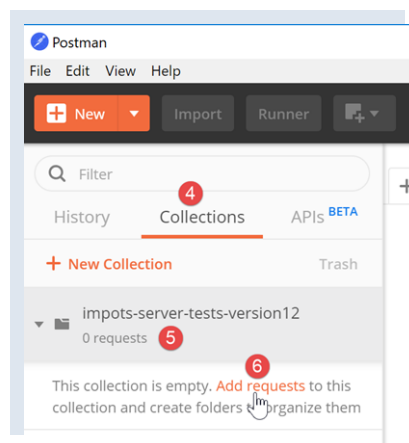 Postman
File Edit View Help
New Import Runner
Filter
4
History Collections APIs BETA
+ New Collection Trash
impots-server-tests-version12
0 requests 5
6
This collection is empty. Add requests to this
collection and create folders to organize them